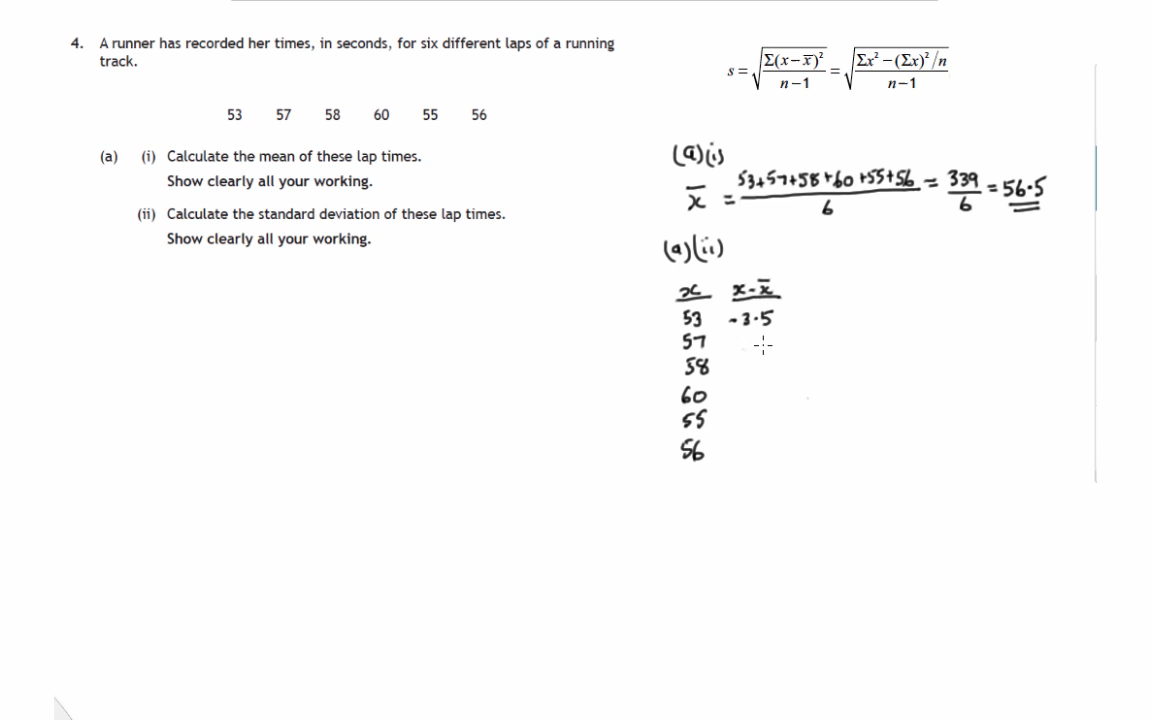 4. A runner has recorded her times, in seconds, for six different laps of a running
track.
53 57 58 60 55 56
(a) (i) Calculate the mean of these lap times.
Show clearly all your working.
(ii) Calculate the standard deviation of these lap times.
Show clearly all your working.
s = √(Σ(x − x̅)² / n − 1) = √(Σx² − (Σx)² / n / n − 1)
(a)(i)
x̅ = 53+57+58+60+55+56 / 6 = 339 / 6 = 56.5
(a)(ii)
x x - x̅
53 -3.5
57
58
60
55
56